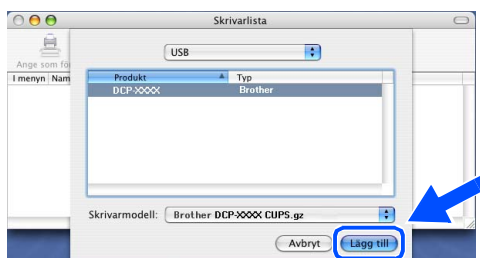 Skrivarlista
USB
Ange som för
I menyn Nam
Produkt Typ
DCP-XXXX Brother
Skrivarmodell: Brother DCP-XXXX CUPS.gz
Avbryt Lägg till